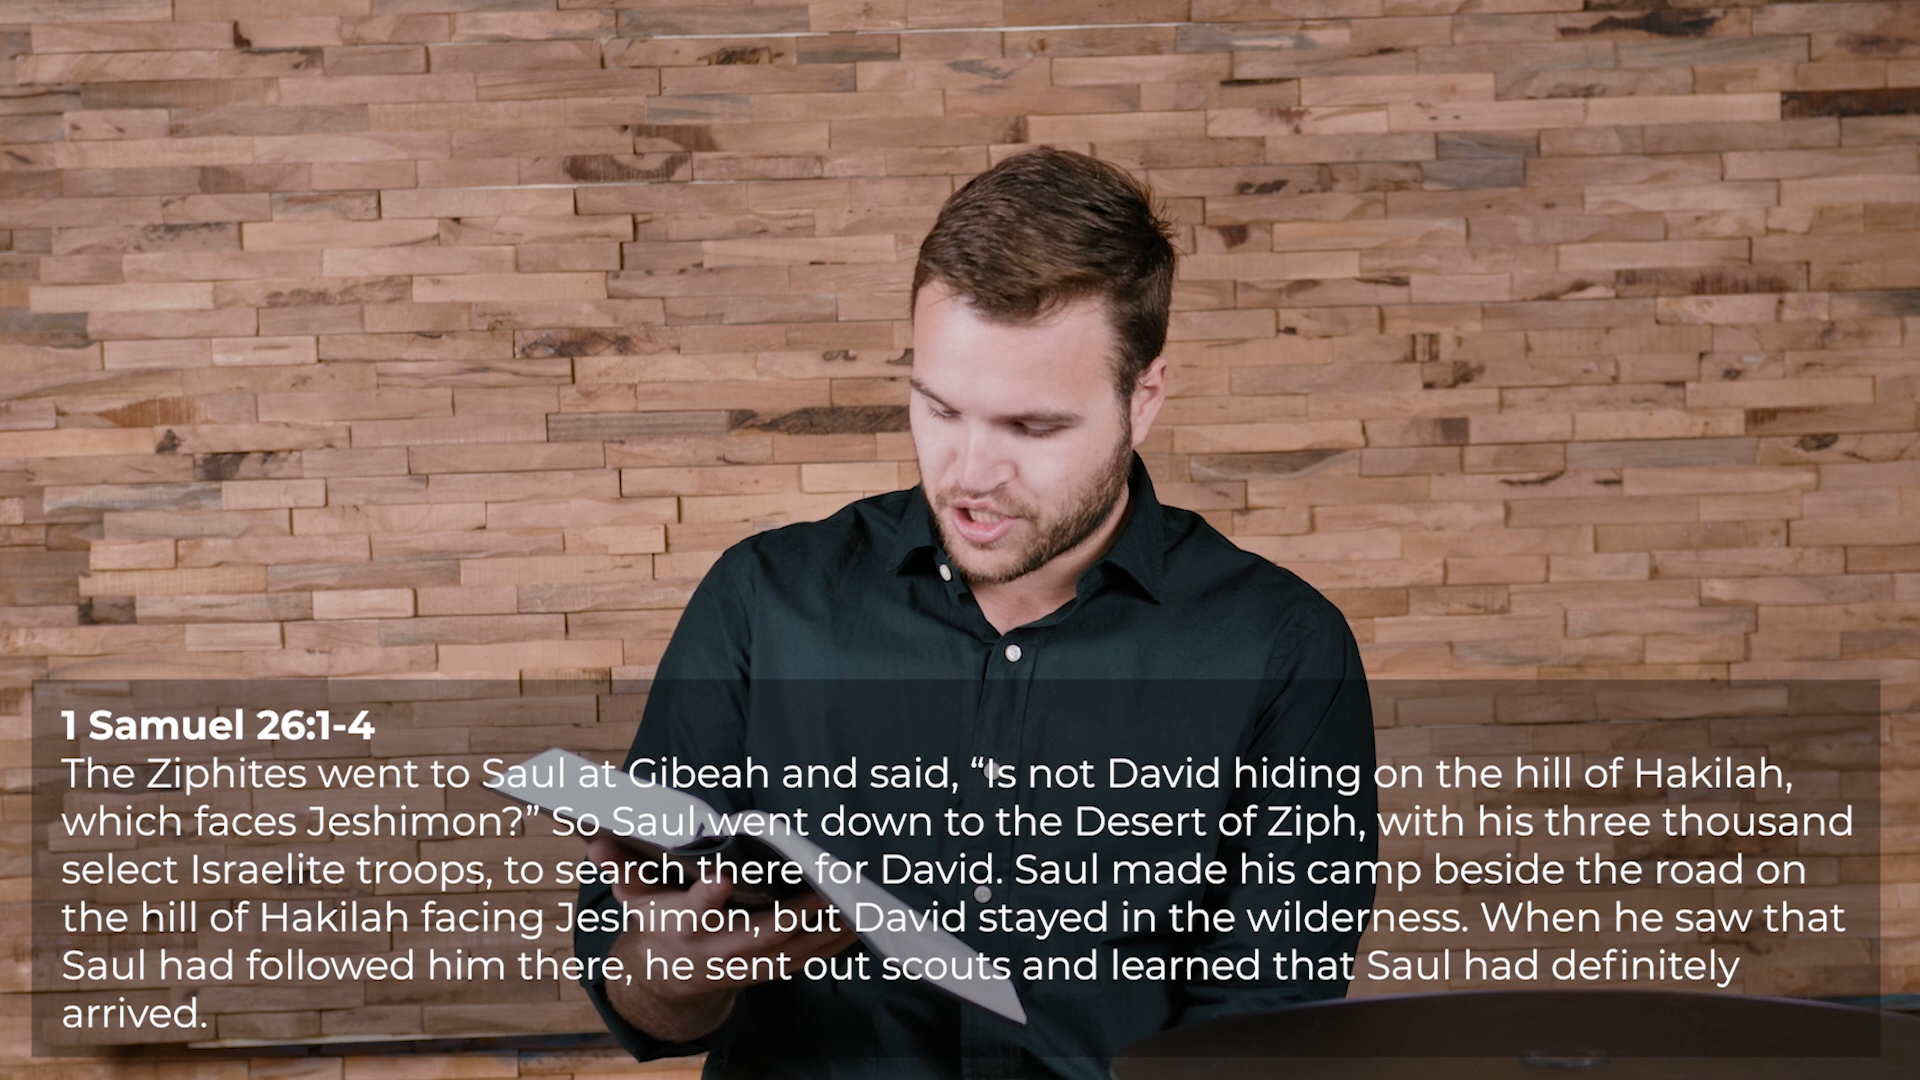 1 Samuel 26:1-4
The Ziphites went to Saul at Gibeah and said, “Is not David hiding on the hill of Hakilah,
which faces Jeshimon?” So Saul went down to the Desert of Ziph, with his three thousand
select Israelite troops, to search there for David. Saul made his camp beside the road on
the hill of Hakilah facing Jeshimon, but David stayed in the wilderness. When he saw that
Saul had followed him there, he sent out scouts and learned that Saul had definitely
arrived.